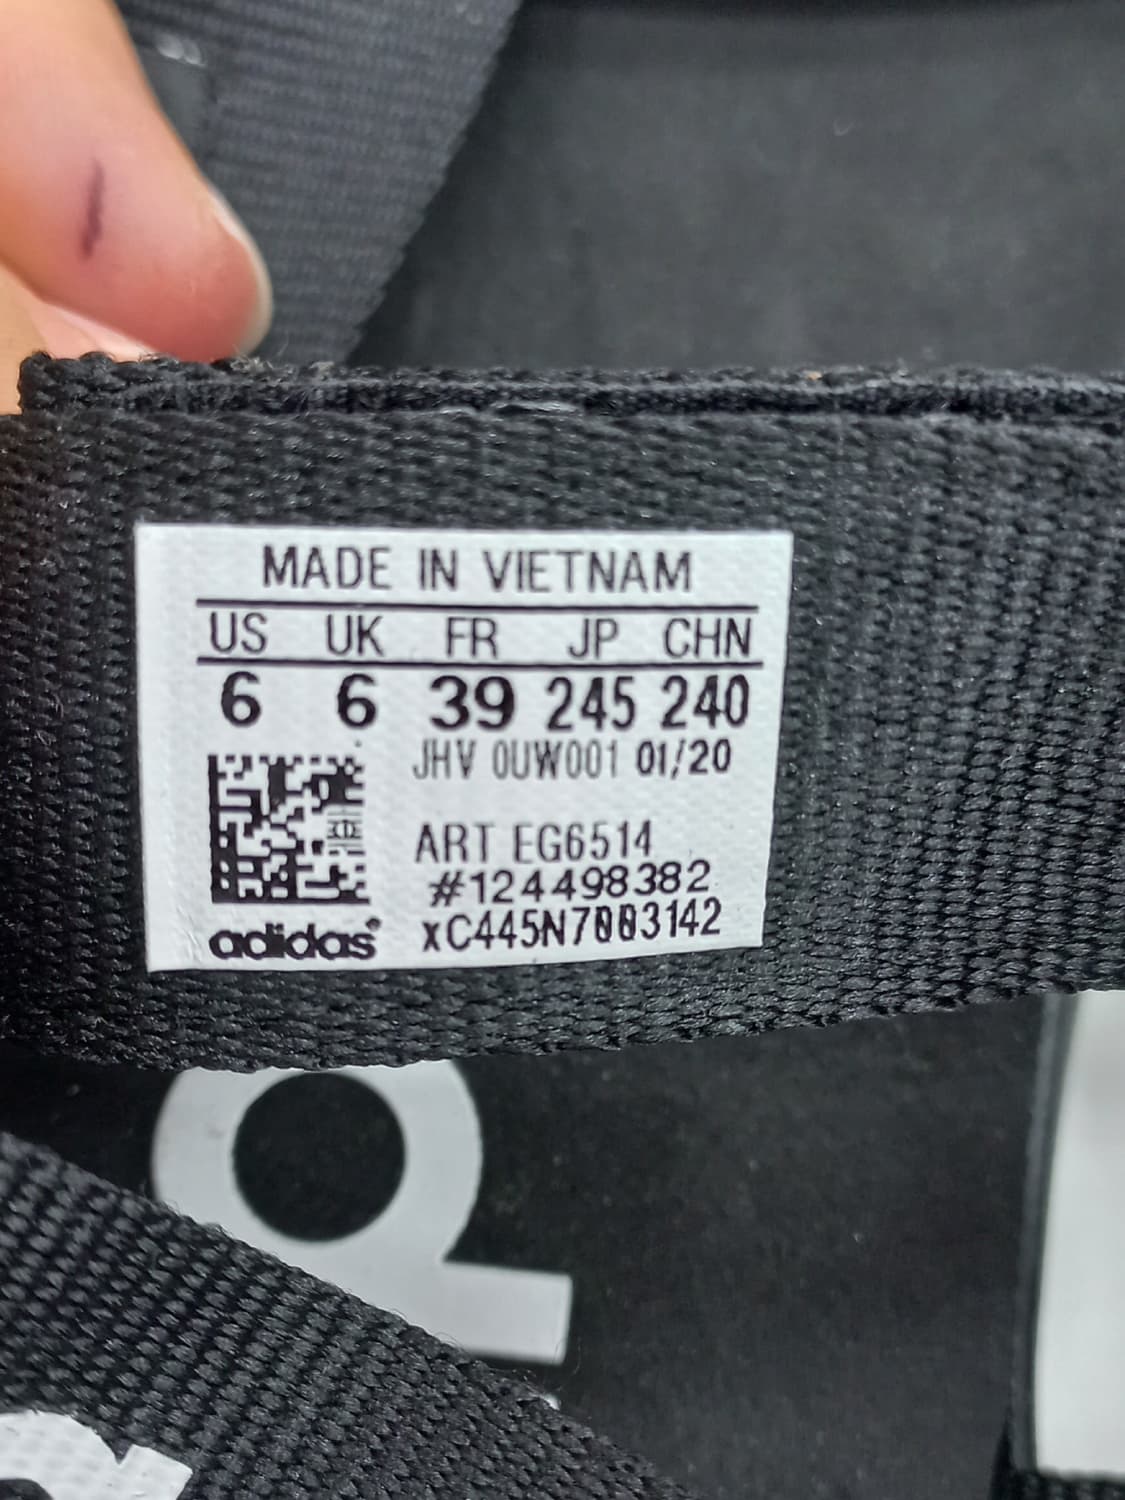 MADE IN VIETNAM
US UK FR JP CHN
6 6 39 245 240
JHV 0UW001 01/20
ART EG6514
#124498382
xC445N7003142
adidas